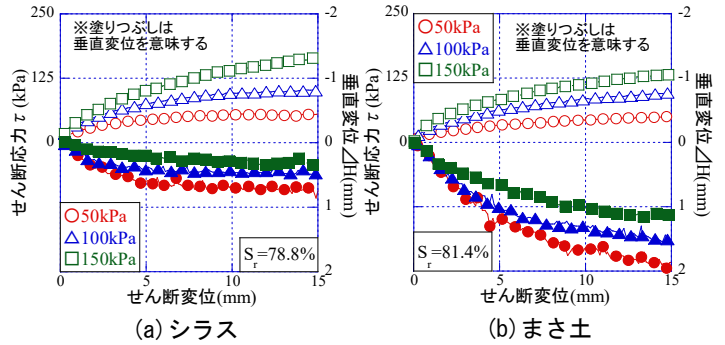 250
125
0
せん断応力 τ (kPa)
※塗りつぶしは
垂直変位を意味する
50kPa
100kPa
150kPa
Sr=78.8%
-2
-1
0
1
2
垂直変位⊿H(mm)
0
5
10
15
せん断変位(mm)
(a) シラス
250
125
0
せん断応力 τ (kPa)
※塗りつぶしは
垂直変位を意味する
50kPa
100kPa
150kPa
Sr=81.4%
-2
-1
0
1
2
垂直変位⊿H(mm)
0
5
10
15
せん断変位(mm)
(b) まさ土